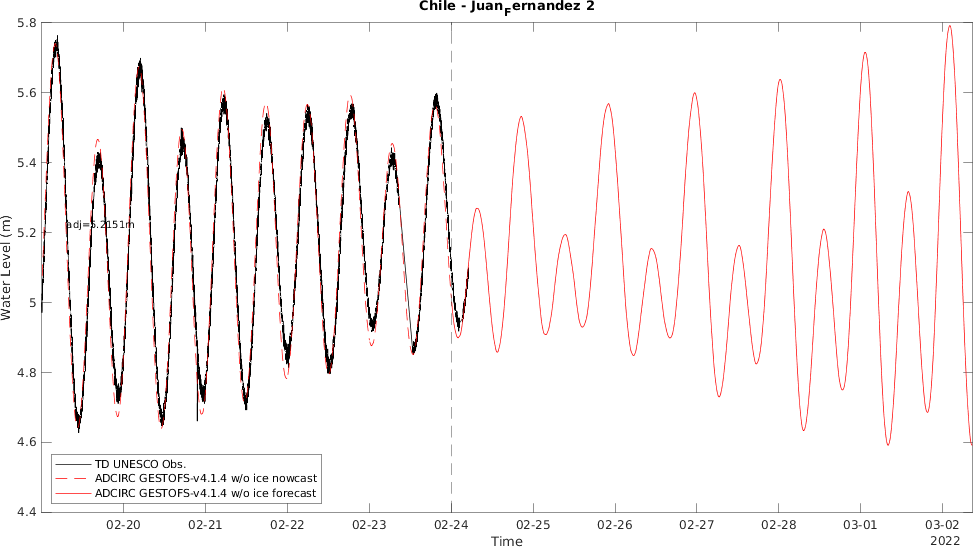 Chile - JuanFernandez 2
5.8
5.6
5.4
5.2
5
4.8
4.6
4.4
Water Level (m)
adj=5.2151m
TD UNESCO Obs.
ADCIRC GESTOFS-v4.1.4 w/o ice nowcast
ADCIRC GESTOFS-v4.1.4 w/o ice forecast
02-20 02-21 02-22 02-23 02-24 02-25 02-26 02-27 02-28 03-01 03-02
Time
2022